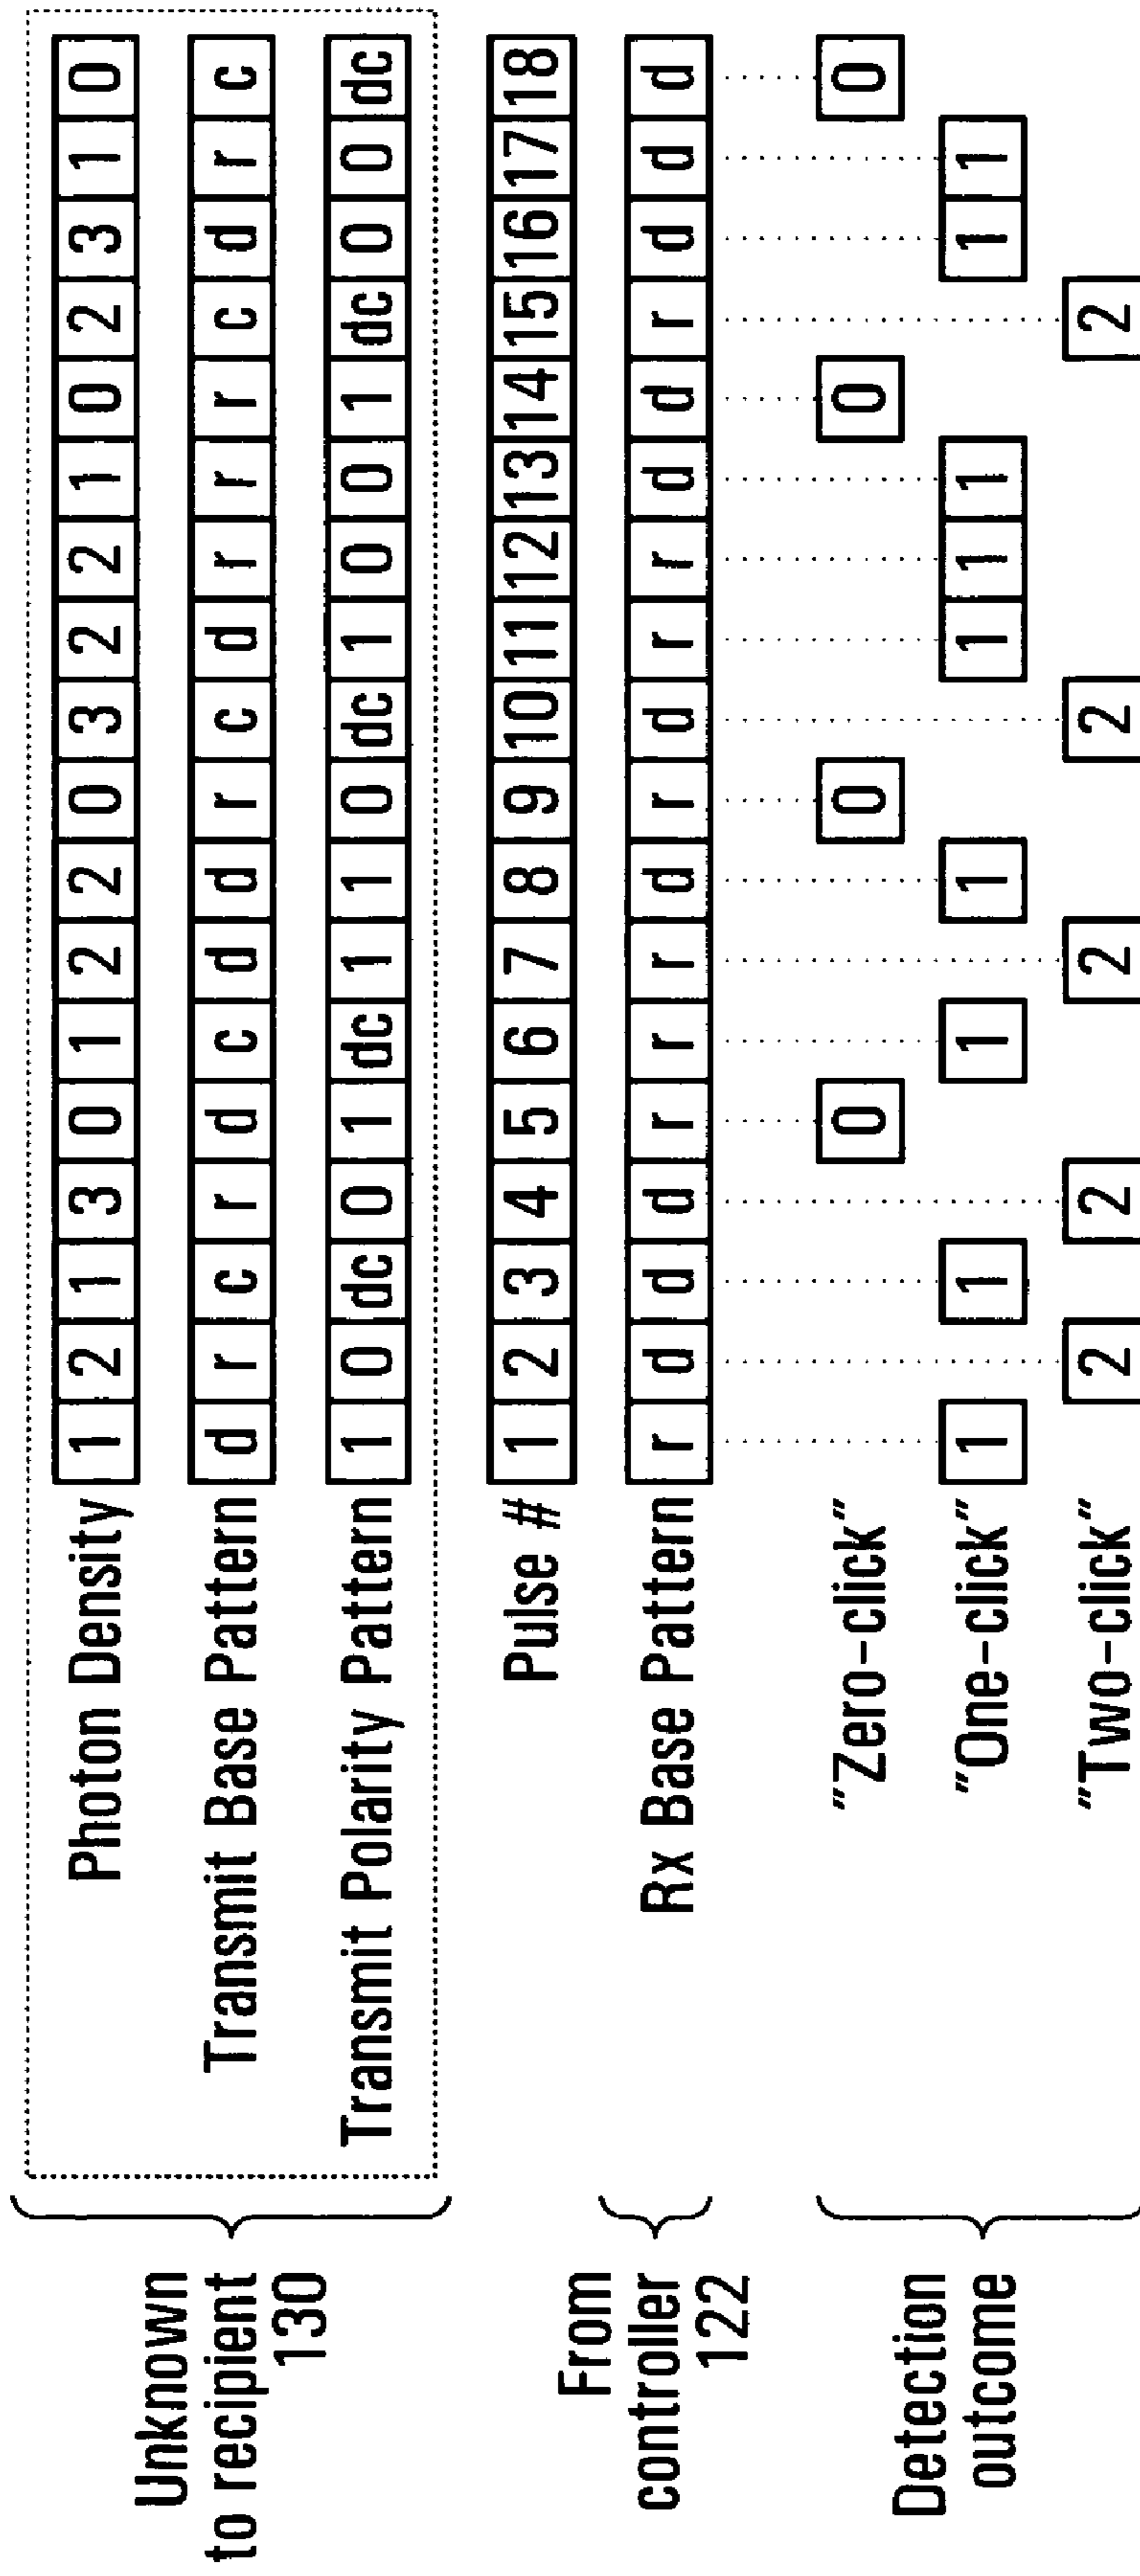 Unknown
to recipient
130
Photon Density 1 2 1 3 0 1 2 2 0 3 2 2 1 0 2 3 1 0
Transmit Base Pattern d r c r d c d d r c d r r r c d r c
Transmit Polarity Pattern 1 0 dc 0 1 dc 1 1 0 dc 1 0 0 1 dc 0 0 dc
Pulse # 1 2 3 4 5 6 7 8 9 10 11 12 13 14 15 16 17 18
From
controller
122
Rx Base Pattern r d d d r r r d r d r r d d r d d d
Detection
outcome
"Zero-click" 0 0 0 0
"One-click" 1 1 1 1 1 1 1 1 1
"Two-click" 2 2 2 2 2